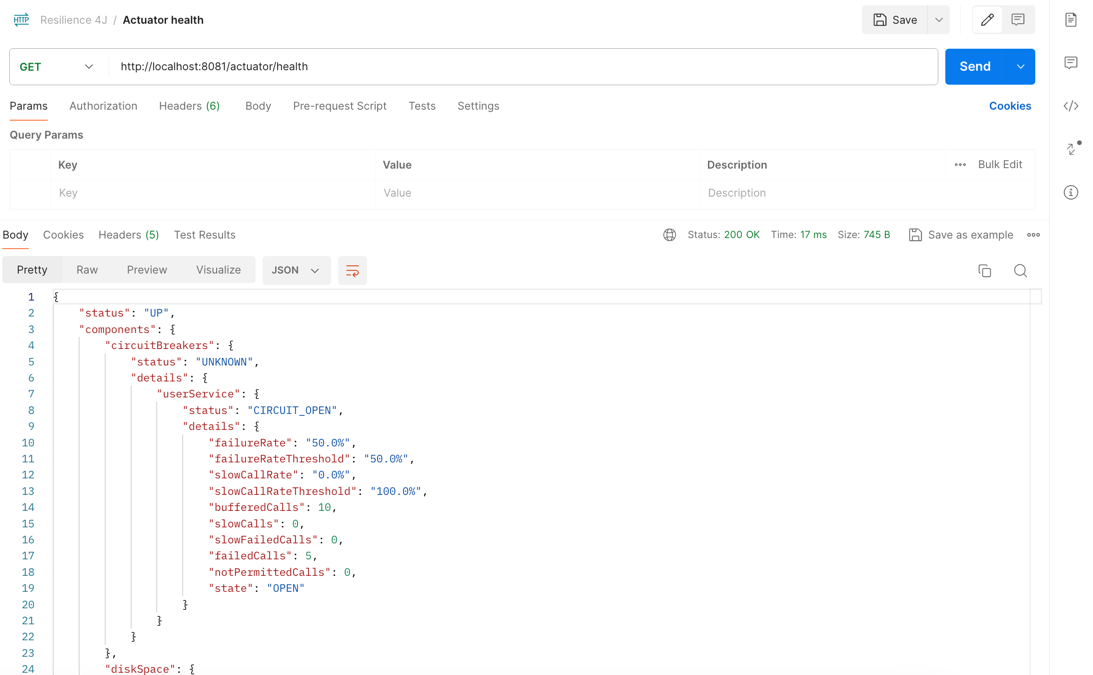 HTTP Resilience 4J / Actuator health Save
GET http://localhost:8081/actuator/health Send
Params Authorization Headers (6) Body Pre-request Script Tests Settings Cookies
Query Params
Key Value Description Bulk Edit
Key Value Description
Body Cookies Headers (5) Test Results Status: 200 OK Time: 17 ms Size: 745 B Save as example
Pretty Raw Preview Visualize JSON
1 {
2 "status": "UP",
3 "components": {
4 "circuitBreakers": {
5 "status": "UNKNOWN",
6 "details": {
7 "userService": {
8 "status": "CIRCUIT_OPEN",
9 "details": {
10 "failureRate": "50.0%",
11 "failureRateThreshold": "50.0%",
12 "slowCallRate": "0.0%",
13 "slowCallRateThreshold": "100.0%",
14 "bufferedCalls": 10,
15 "slowCalls": 0,
16 "slowFailedCalls": 0,
17 "failedCalls": 5,
18 "notPermittedCalls": 0,
19 "state": "OPEN"
20 }
21 }
22 }
23 },
24 "diskSpace": {